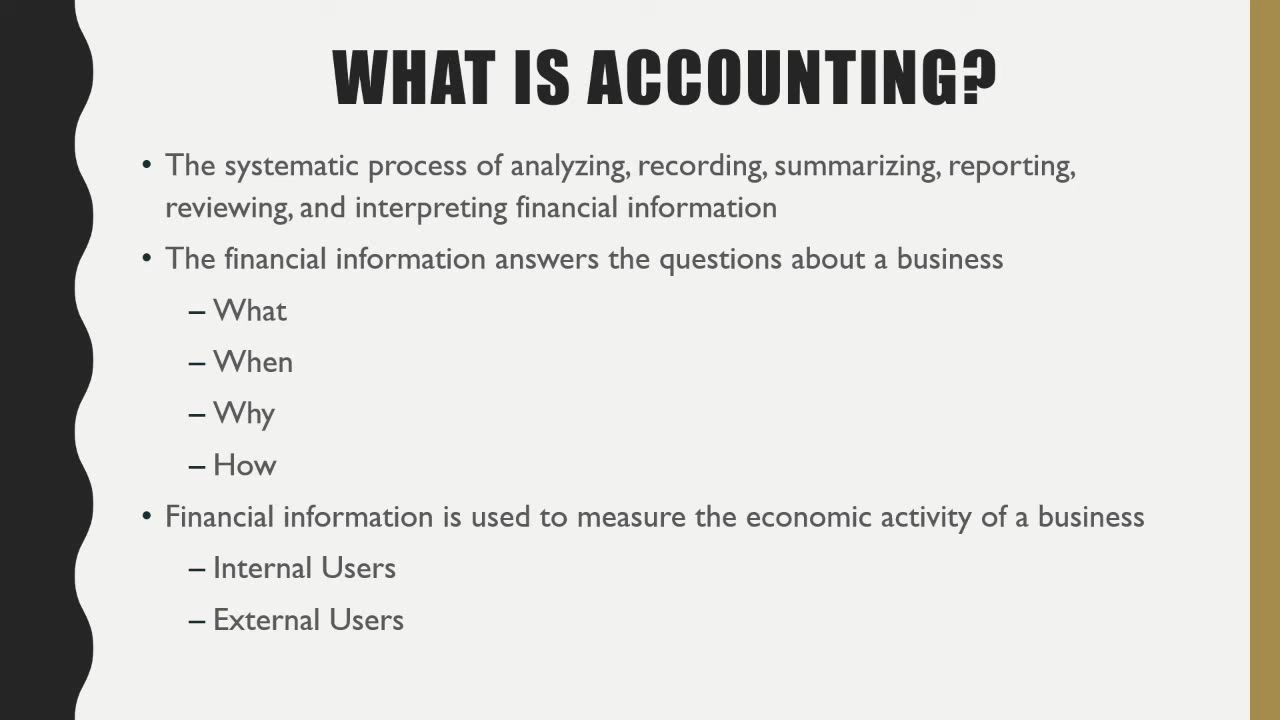 WHAT IS ACCOUNTING?
• The systematic process of analyzing, recording, summarizing, reporting,
reviewing, and interpreting financial information
• The financial information answers the questions about a business
– What
– When
– Why
– How
• Financial information is used to measure the economic activity of a business
– Internal Users
– External Users